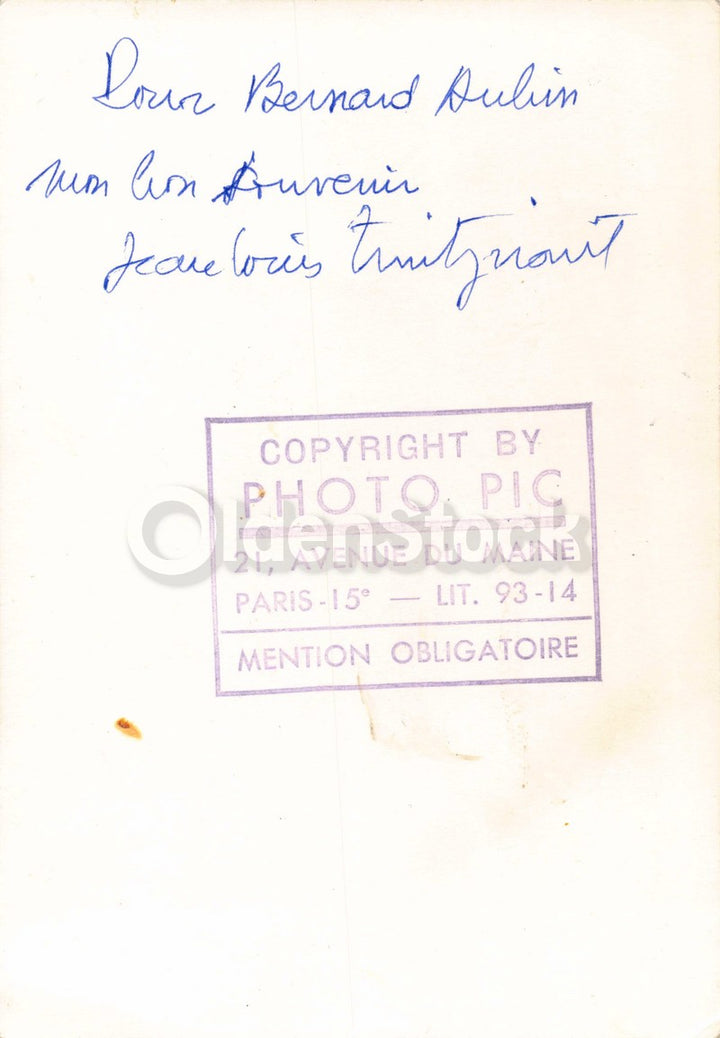 Pour Bernard Aubin
mon bon souvenir
Jean Louis Trintignant
COPYRIGHT BY
PHOTO PIC
OldenStock
21, AVENUE DU MAINE
PARIS-15e — LIT. 93-14
MENTION OBLIGATOIRE